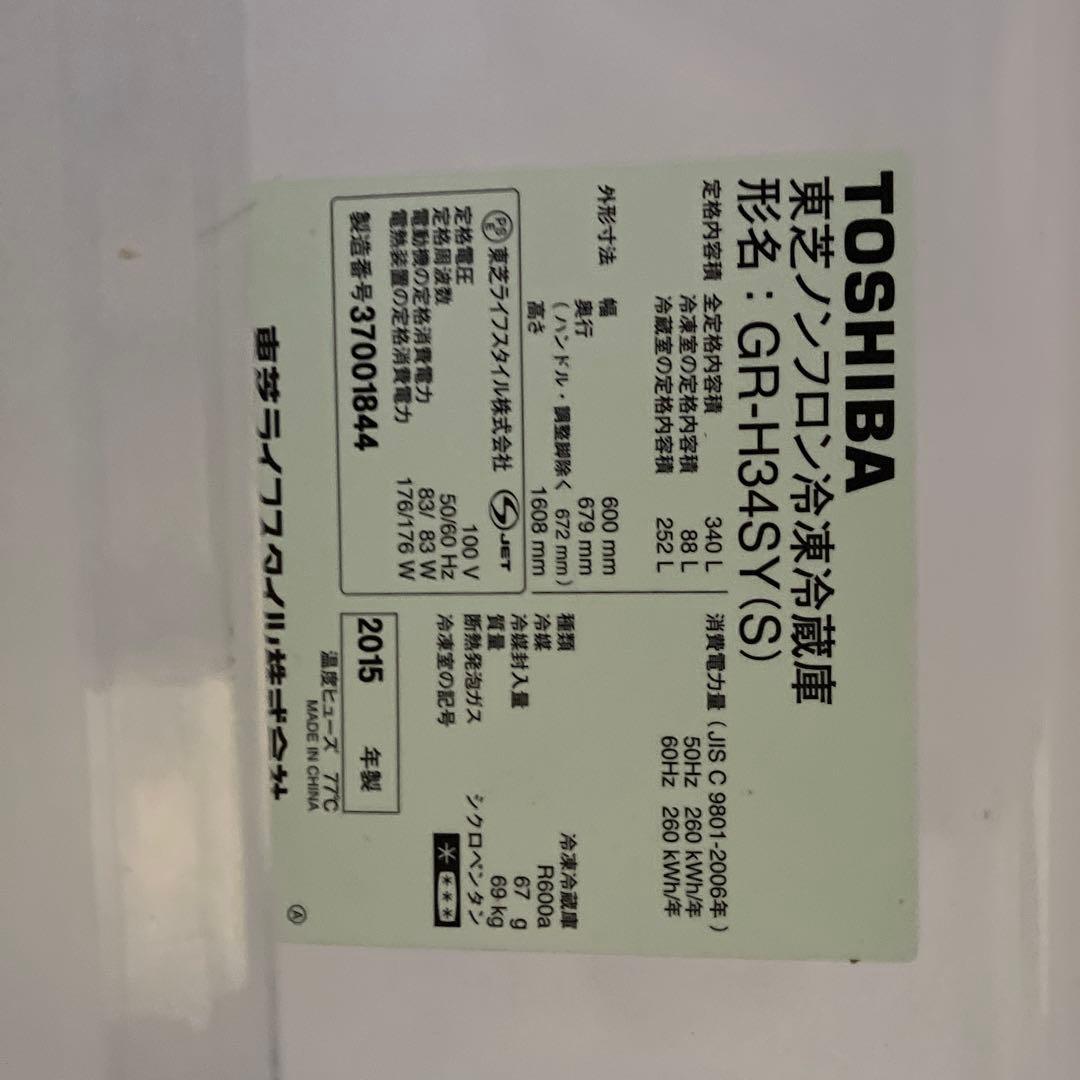 TOSHIBA
東芝ノンフロン冷凍冷蔵庫
形名：GR-H34SY(S)
定格内容積 全定格内容積 340 L
冷凍室の定格内容積 88 L
冷蔵室の定格内容積 252 L
外形寸法 幅 600 mm
奥行 679 mm
(ハンドル・調整脚除く 672 mm)
高さ 1608 mm
消費電力量 (JIS C 9801-2006年)
50Hz 260 kWh/年
60Hz 260 kWh/年
PS E 東芝ライフスタイル株式会社 S JET
定格電圧 100 V
定格周波数 50/60 Hz
電動機の定格消費電力 83/ 83 W
電熱装置の定格消費電力 176/176 W
製造番号 37001844
種類 冷凍冷蔵庫
冷媒 R600a
冷媒封入量 67 g
質量 69 kg
断熱発泡ガス シクロペンタン
冷凍室の記号 * ***
2015 年製
温度ヒューズ 77℃
MADE IN CHINA
東芝ライフスタイル株式会社
A